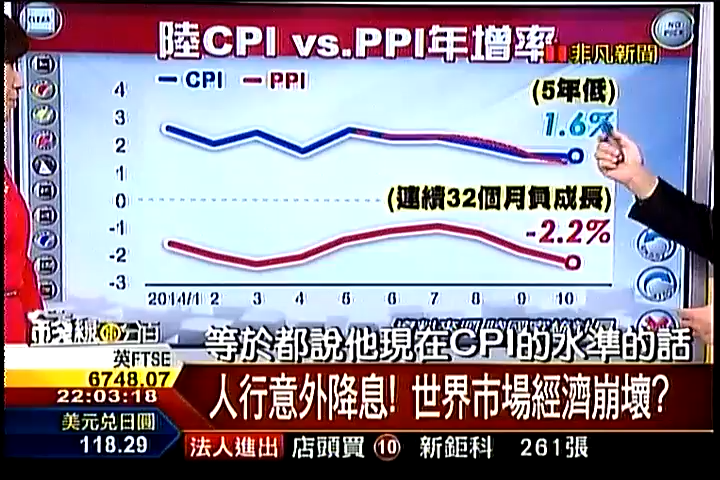 CLEAR
陸CPI vs.PPI年增率
非凡新聞
NO PICK
CPI
PPI
4
3
2
1
0
-1
-2
-3
(5年低)
1.6%
(連續32個月負成長)
-2.2%
2014/1 2 3 4 5 6 7 8 9 10
等於都說他現在CPI的水準的話
英FTSE
6748.07
22:03:18
人行意外降息! 世界市場經濟崩壞?
美元兌日圓
118.29
法人進出 店頭買 10 新鉅科 261張